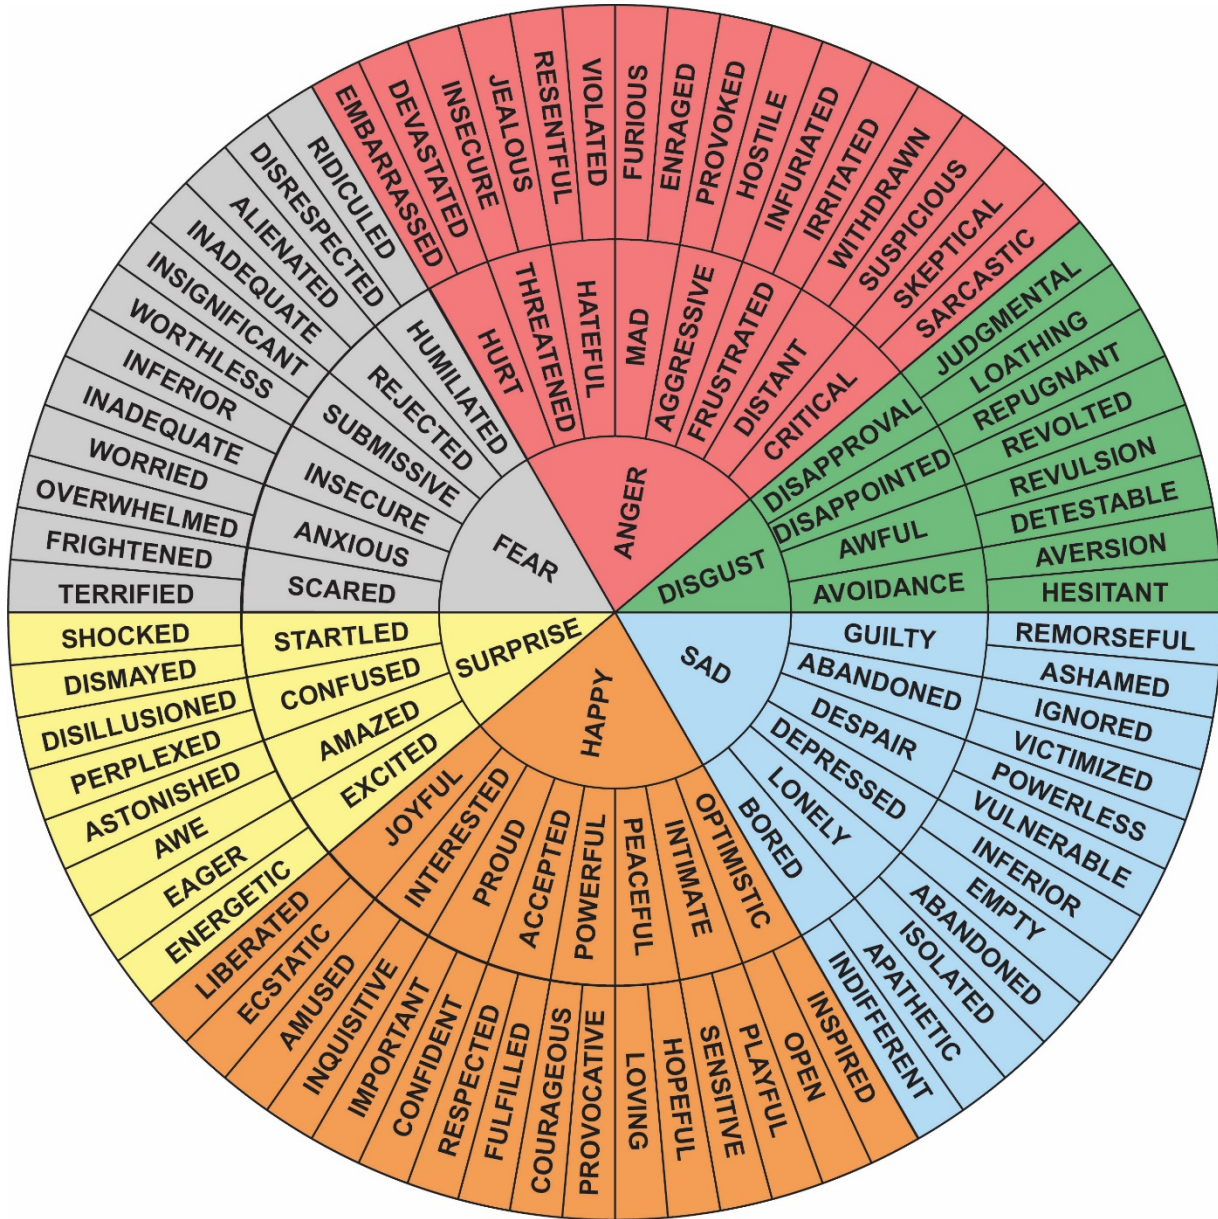 ANGER
HURT
THREATENED
HATEFUL
MAD
AGGRESSIVE
FRUSTRATED
DISTANT
CRITICAL
EMBARRASSED
DEVASTATED
INSECURE
JEALOUS
RESENTFUL
VIOLATED
FURIOUS
ENRAGED
PROVOKED
HOSTILE
INFURIATED
IRRITATED
WITHDRAWN
SUSPICIOUS
SKEPTICAL
SARCASTIC
DISGUST
DISAPPROVAL
DISAPPOINTED
AWFUL
AVOIDANCE
JUDGMENTAL
LOATHING
REPUGNANT
REVOLTED
REVULSION
DETESTABLE
AVERSION
HESITANT
SAD
GUILTY
ABANDONED
DESPAIR
DEPRESSED
LONELY
BORED
REMORSEFUL
ASHAMED
IGNORED
VICTIMIZED
POWERLESS
VULNERABLE
INFERIOR
EMPTY
ABANDONED
ISOLATED
APATHETIC
INDIFFERENT
HAPPY
OPTIMISTIC
INTIMATE
PEACEFUL
POWERFUL
ACCEPTED
PROUD
INTERESTED
JOYFUL
INSPIRED
OPEN
PLAYFUL
SENSITIVE
HOPEFUL
LOVING
PROVOCATIVE
COURAGEOUS
FULFILLED
RESPECTED
CONFIDENT
IMPORTANT
INQUISITIVE
AMUSED
ECSTATIC
LIBERATED
SURPRISE
EXCITED
AMAZED
CONFUSED
STARTLED
ENERGETIC
EAGER
AWE
ASTONISHED
PERPLEXED
DISILLUSIONED
DISMAYED
SHOCKED
FEAR
SCARED
ANXIOUS
INSECURE
SUBMISSIVE
REJECTED
HUMILIATED
TERRIFIED
FRIGHTENED
OVERWHELMED
WORRIED
INADEQUATE
INFERIOR
WORTHLESS
INSIGNIFICANT
INADEQUATE
ALIENATED
DISRESPECTED
RIDICULED